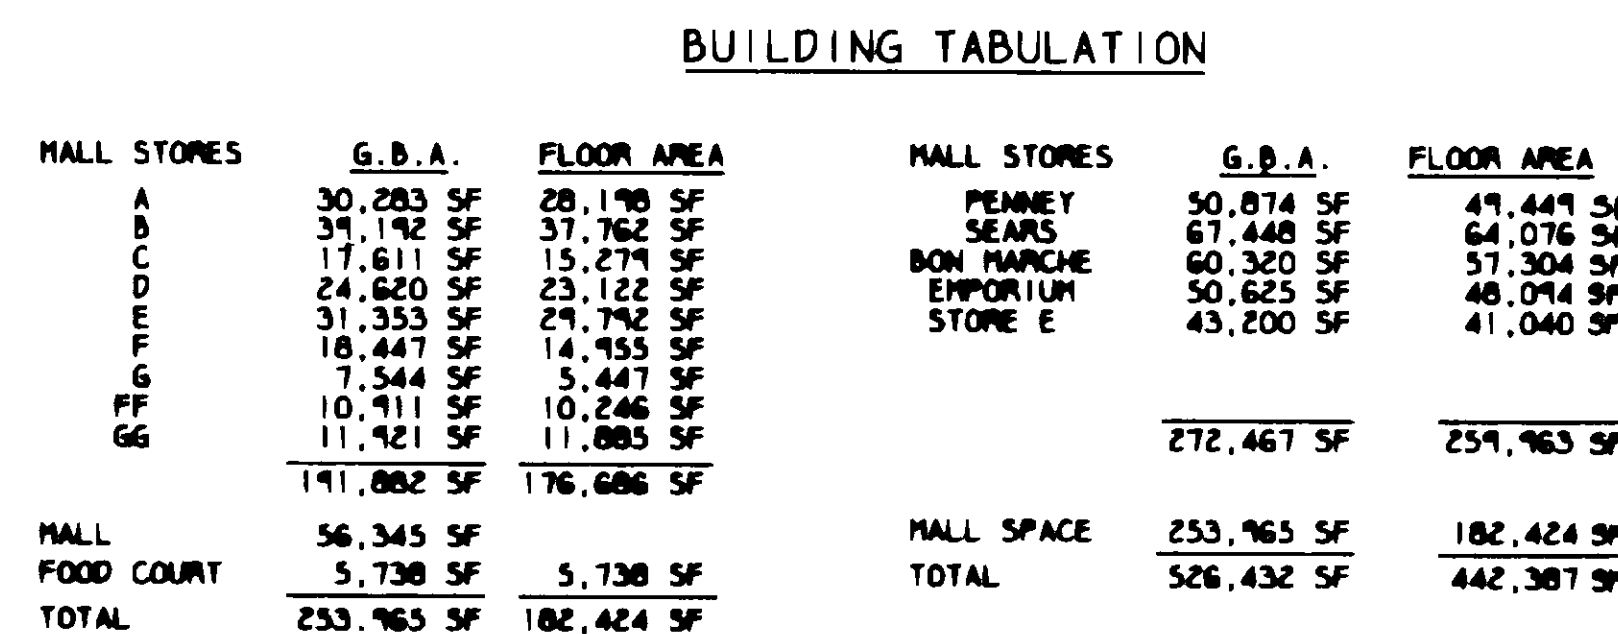 BUILDING TABULATION
MALL STORES G.B.A. FLOOR AREA
A 30,283 SF 28,198 SF
B 39,192 SF 37,762 SF
C 17,611 SF 15,279 SF
D 24,620 SF 23,122 SF
E 31,353 SF 29,792 SF
F 18,447 SF 14,955 SF
G 7,544 SF 5,447 SF
FF 10,911 SF 10,246 SF
GG 11,921 SF 11,885 SF
191,882 SF 176,686 SF
MALL 56,345 SF
FOOD COURT 5,738 SF 5,738 SF
TOTAL 253.965 SF 182,424 SF
MALL STORES G.B.A. FLOOR AREA
PENNEY 50,874 SF 49,449 SF
SEARS 67,448 SF 64,076 SF
BON MARCHE 60,320 SF 57,304 SF
EMPORIUM 50,625 SF 48,094 SF
STORE E 43,200 SF 41,040 SF
272,467 SF 259,963 SF
MALL SPACE 253,965 SF 182,424 SF
TOTAL 526,432 SF 442,387 SF